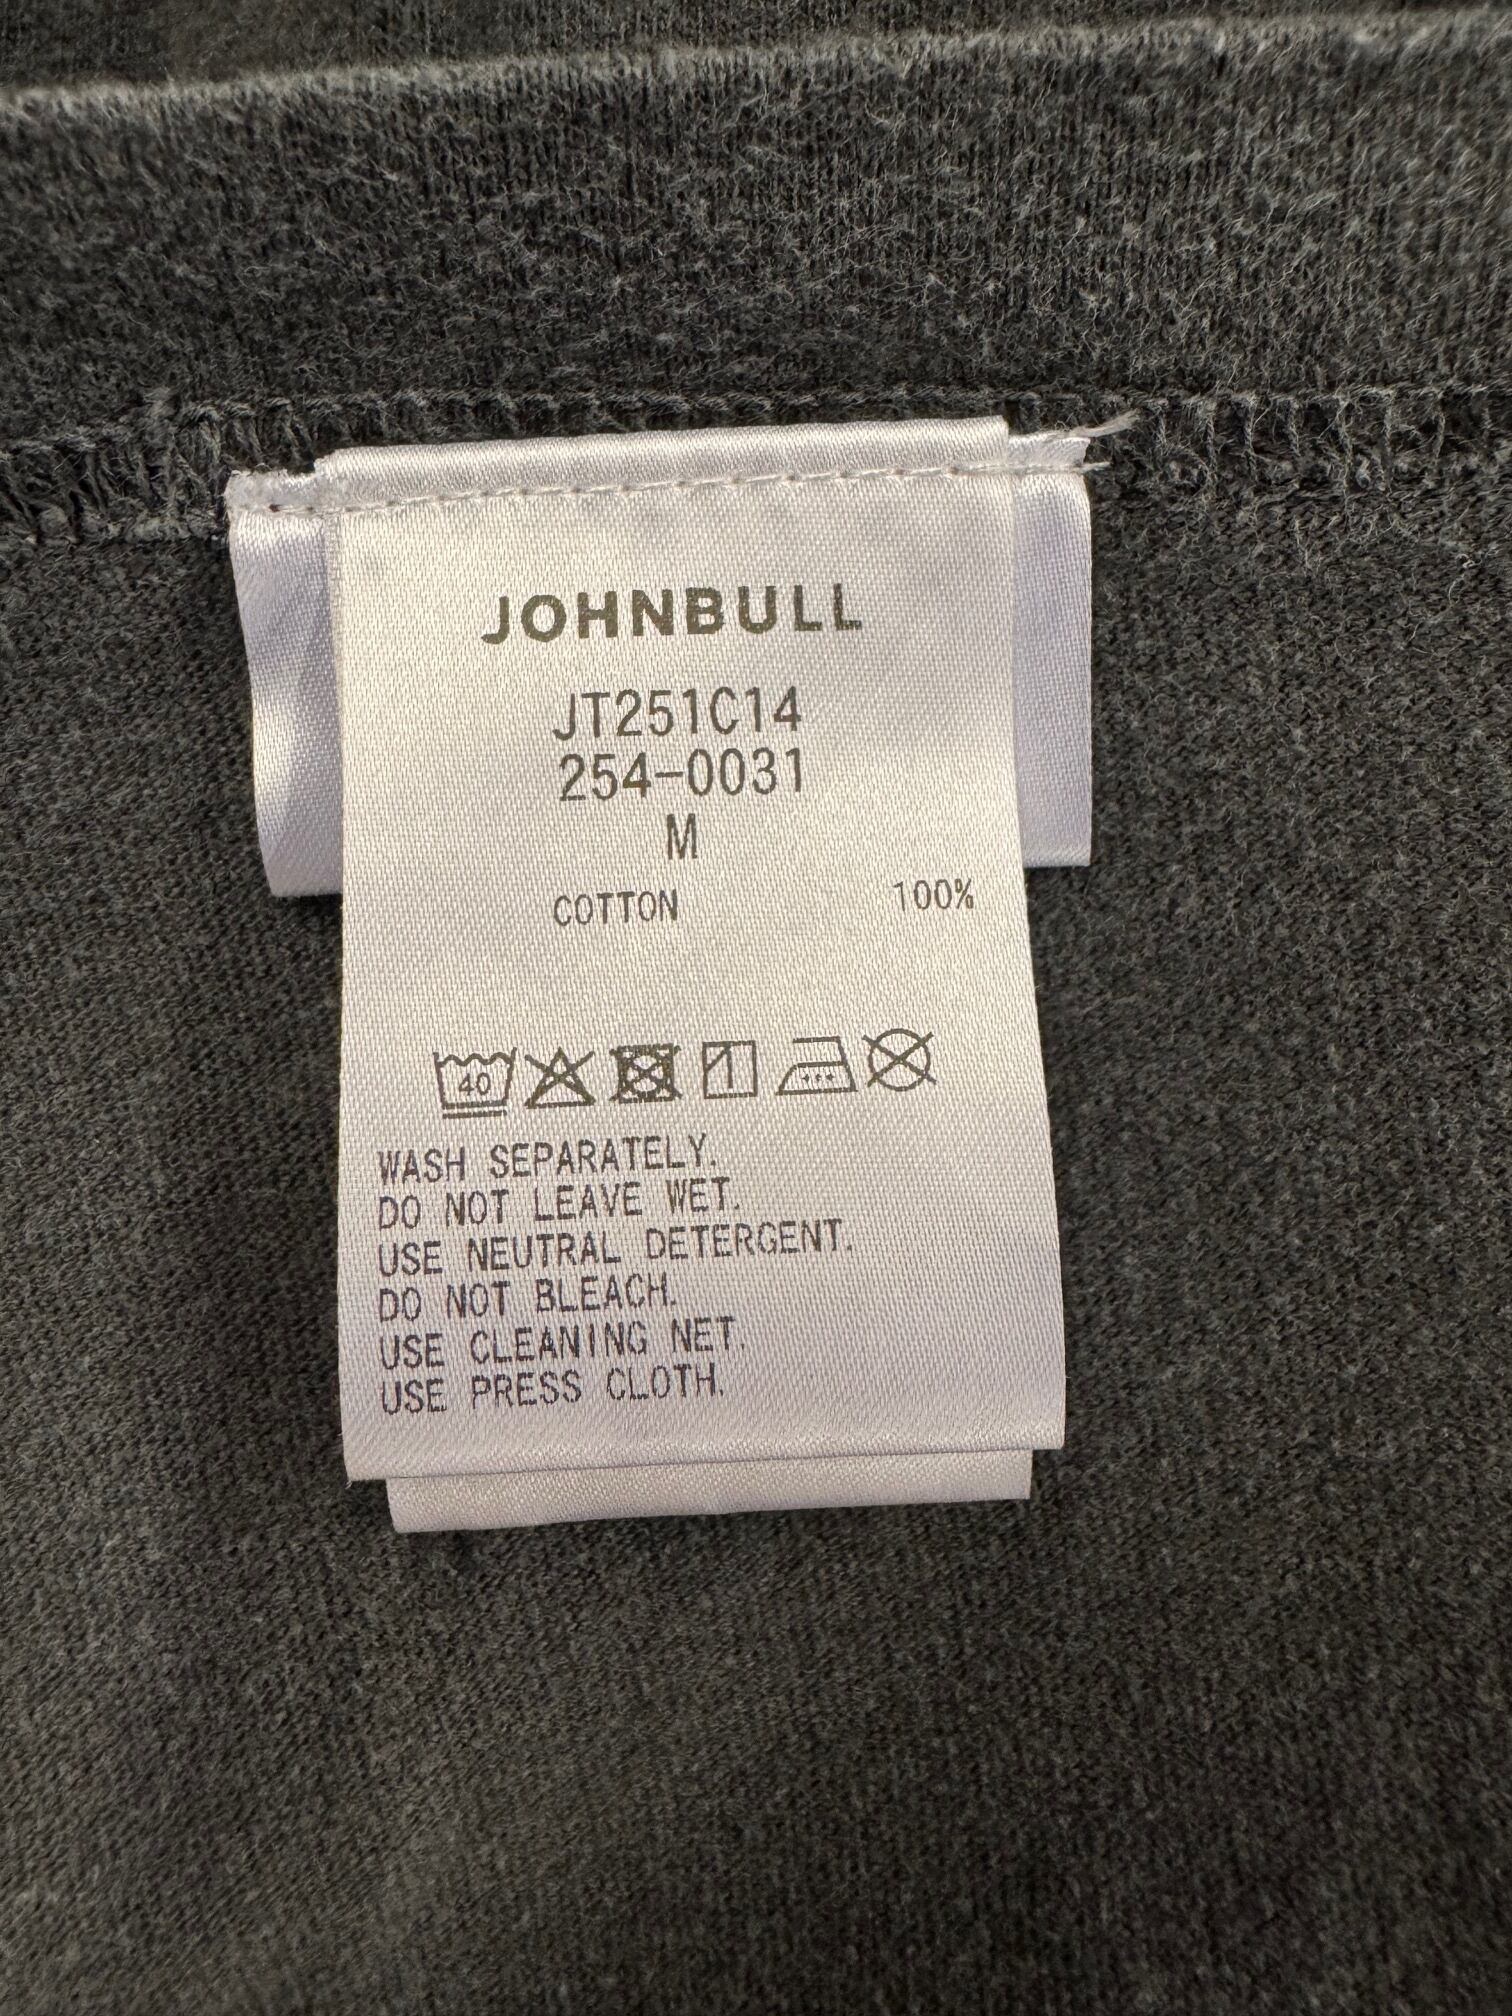 JOHNBULL
JT251C14
254-0031
M
COTTON 100%
40
WASH SEPARATELY.
DO NOT LEAVE WET.
USE NEUTRAL DETERGENT.
DO NOT BLEACH.
USE CLEANING NET.
USE PRESS CLOTH.